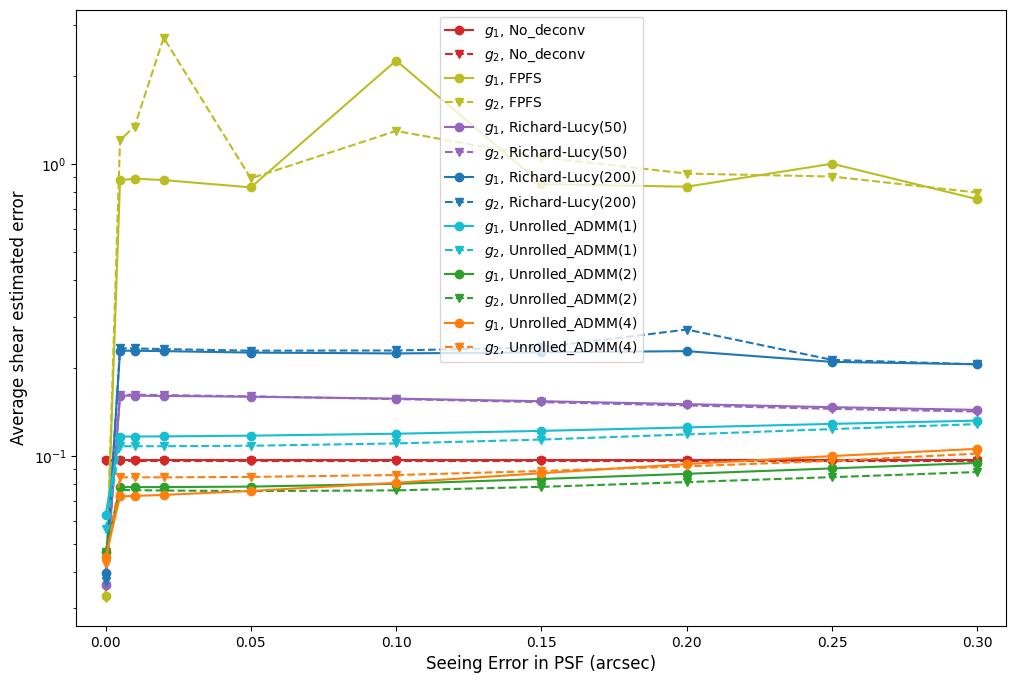 g₁, No_deconv
g₂, No_deconv
g₁, FPFS
g₂, FPFS
g₁, Richard-Lucy(50)
g₂, Richard-Lucy(50)
g₁, Richard-Lucy(200)
g₂, Richard-Lucy(200)
g₁, Unrolled_ADMM(1)
g₂, Unrolled_ADMM(1)
g₁, Unrolled_ADMM(2)
g₂, Unrolled_ADMM(2)
g₁, Unrolled_ADMM(4)
g₂, Unrolled_ADMM(4)
10⁰
10⁻¹
Average shear estimated error
0.00 0.05 0.10 0.15 0.20 0.25 0.30
Seeing Error in PSF (arcsec)